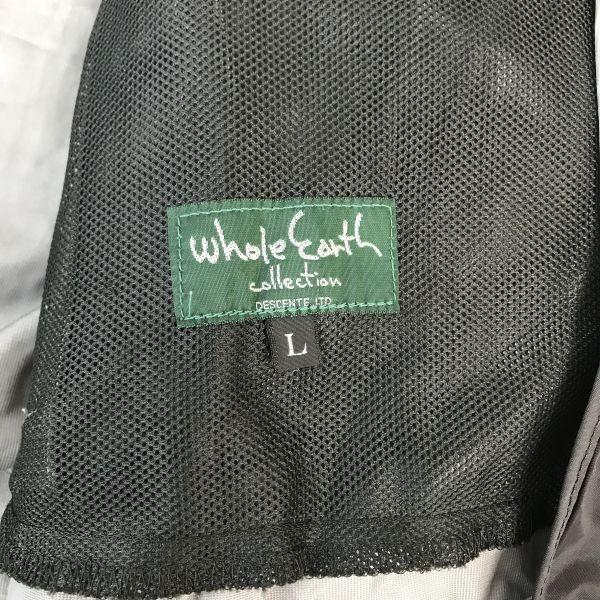 Whole Earth
collection
DESCENTE LTD
L